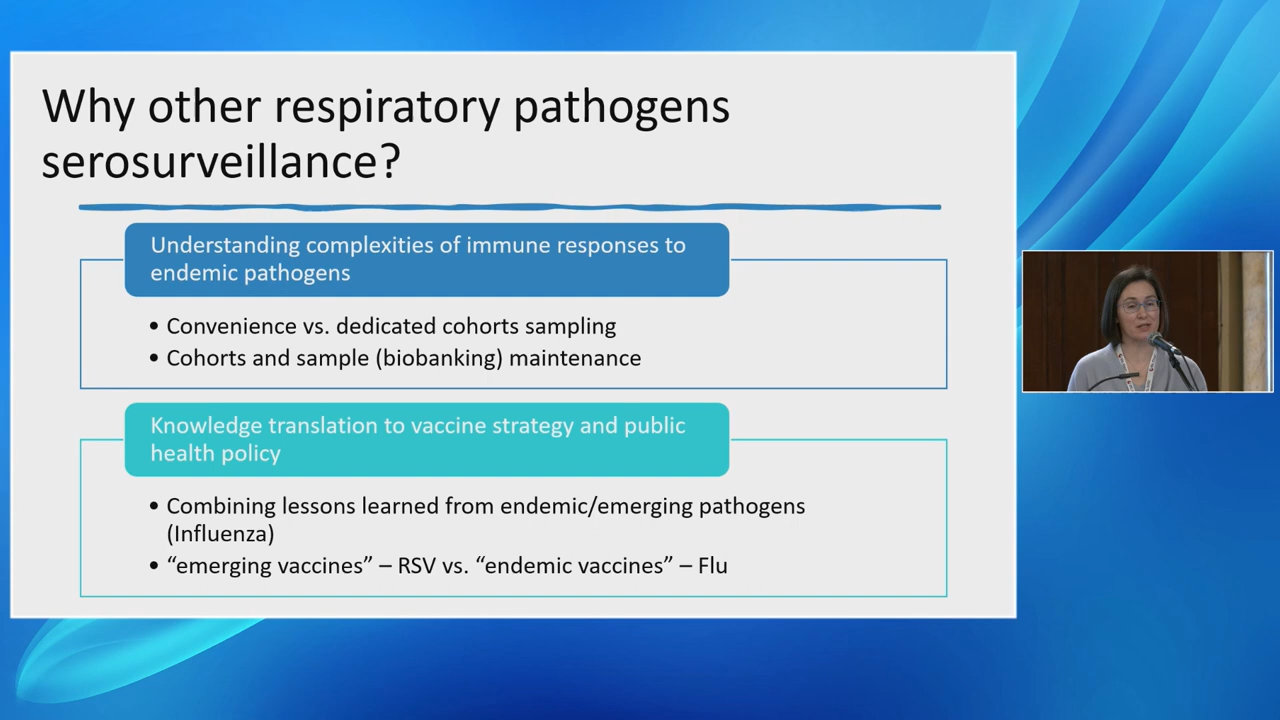 Why other respiratory pathogens
serosurveillance?
Understanding complexities of immune responses to
endemic pathogens
• Convenience vs. dedicated cohorts sampling
• Cohorts and sample (biobanking) maintenance
Knowledge translation to vaccine strategy and public
health policy
• Combining lessons learned from endemic/emerging pathogens
(Influenza)
• “emerging vaccines” – RSV vs. “endemic vaccines” – Flu